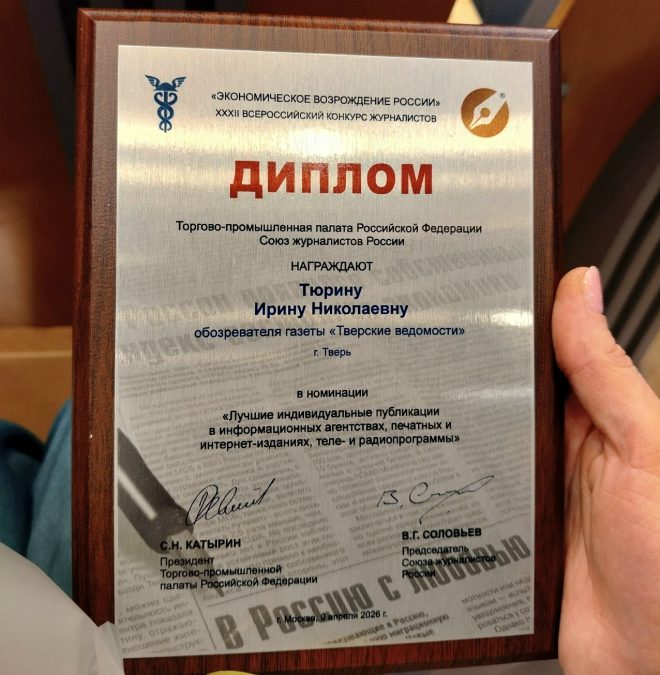 «ЭКОНОМИЧЕСКОЕ ВОЗРОЖДЕНИЕ РОССИИ»
XXXII ВСЕРОССИЙСКИЙ КОНКУРС ЖУРНАЛИСТОВ
ДИПЛОМ
Торгово-промышленная палата Российской Федерации
Союз журналистов России
НАГРАЖДАЮТ
Тюрину
Ирину Николаевну
обозревателя газеты «Тверские ведомости»
г. Тверь
в номинации
«Лучшие индивидуальные публикации
в информационных агентствах, печатных и
интернет-изданиях, теле- и радиопрограммы»
С.Н. КАТЫРИН
Президент
Торгово-промышленной
палаты Российской Федерации
В.Г. СОЛОВЬЕВ
Председатель
Союза журналистов
России
в Россию с любовью
г. Москва, 9 апреля 2026 г.